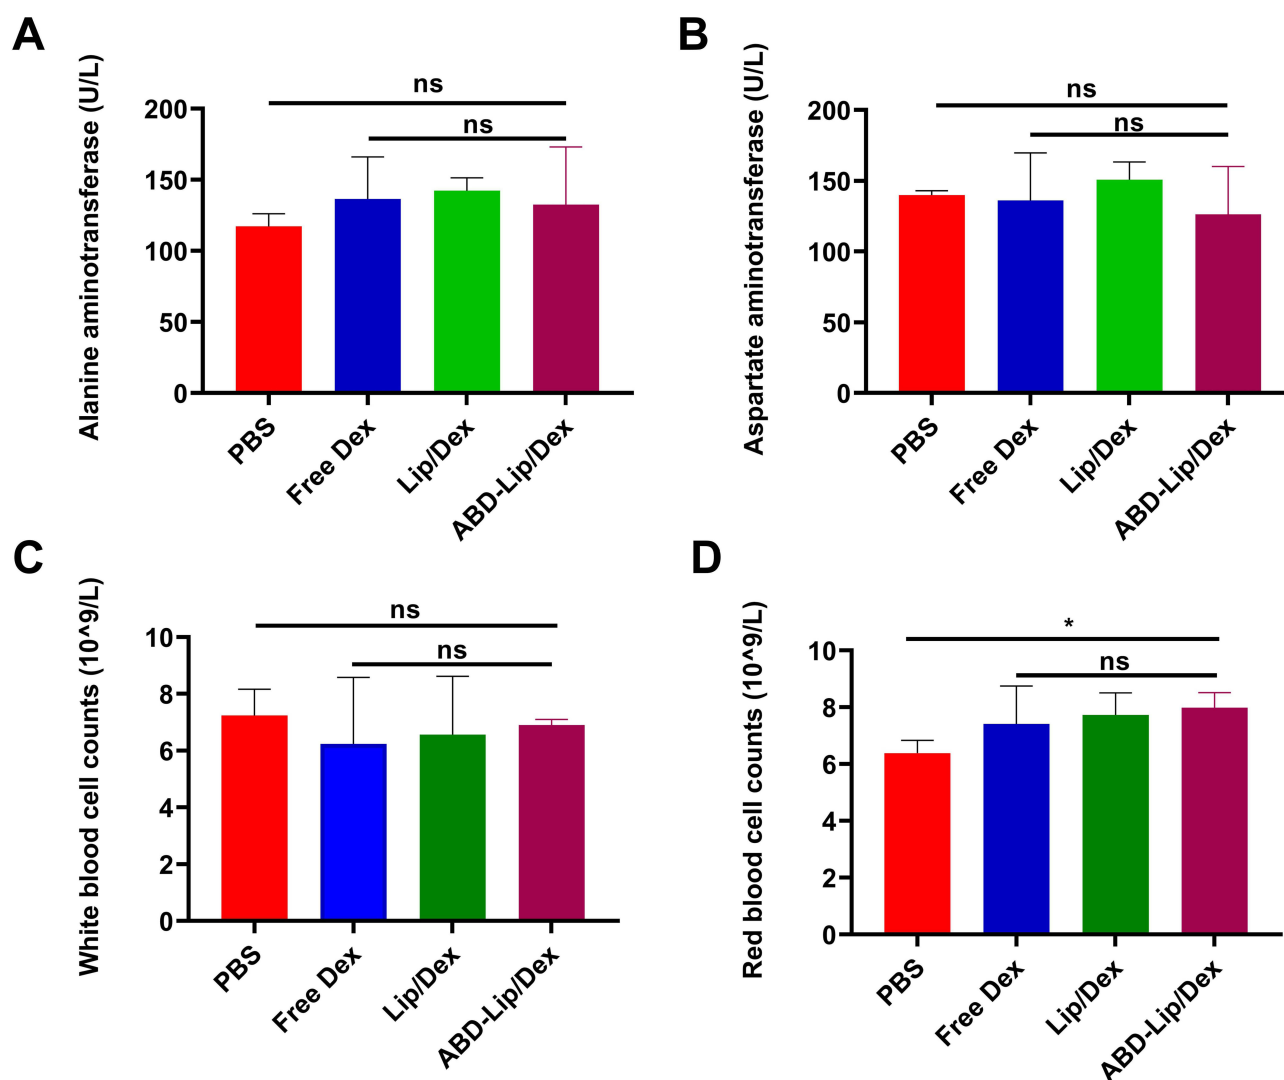 A
Alanine aminotransferase (U/L)
ns
ns
200
150
100
50
0
PBS
Free Dex
Lip/Dex
ABD-Lip/Dex
B
Aspartate aminotransferase (U/L)
ns
ns
200
150
100
50
0
PBS
Free Dex
Lip/Dex
ABD-Lip/Dex
C
White blood cell counts (10^9/L)
ns
ns
10
8
6
4
2
0
PBS
Free Dex
Lip/Dex
ABD-Lip/Dex
D
Red blood cell counts (10^9/L)
*
ns
10
8
6
4
2
0
PBS
Free Dex
Lip/Dex
ABD-Lip/Dex